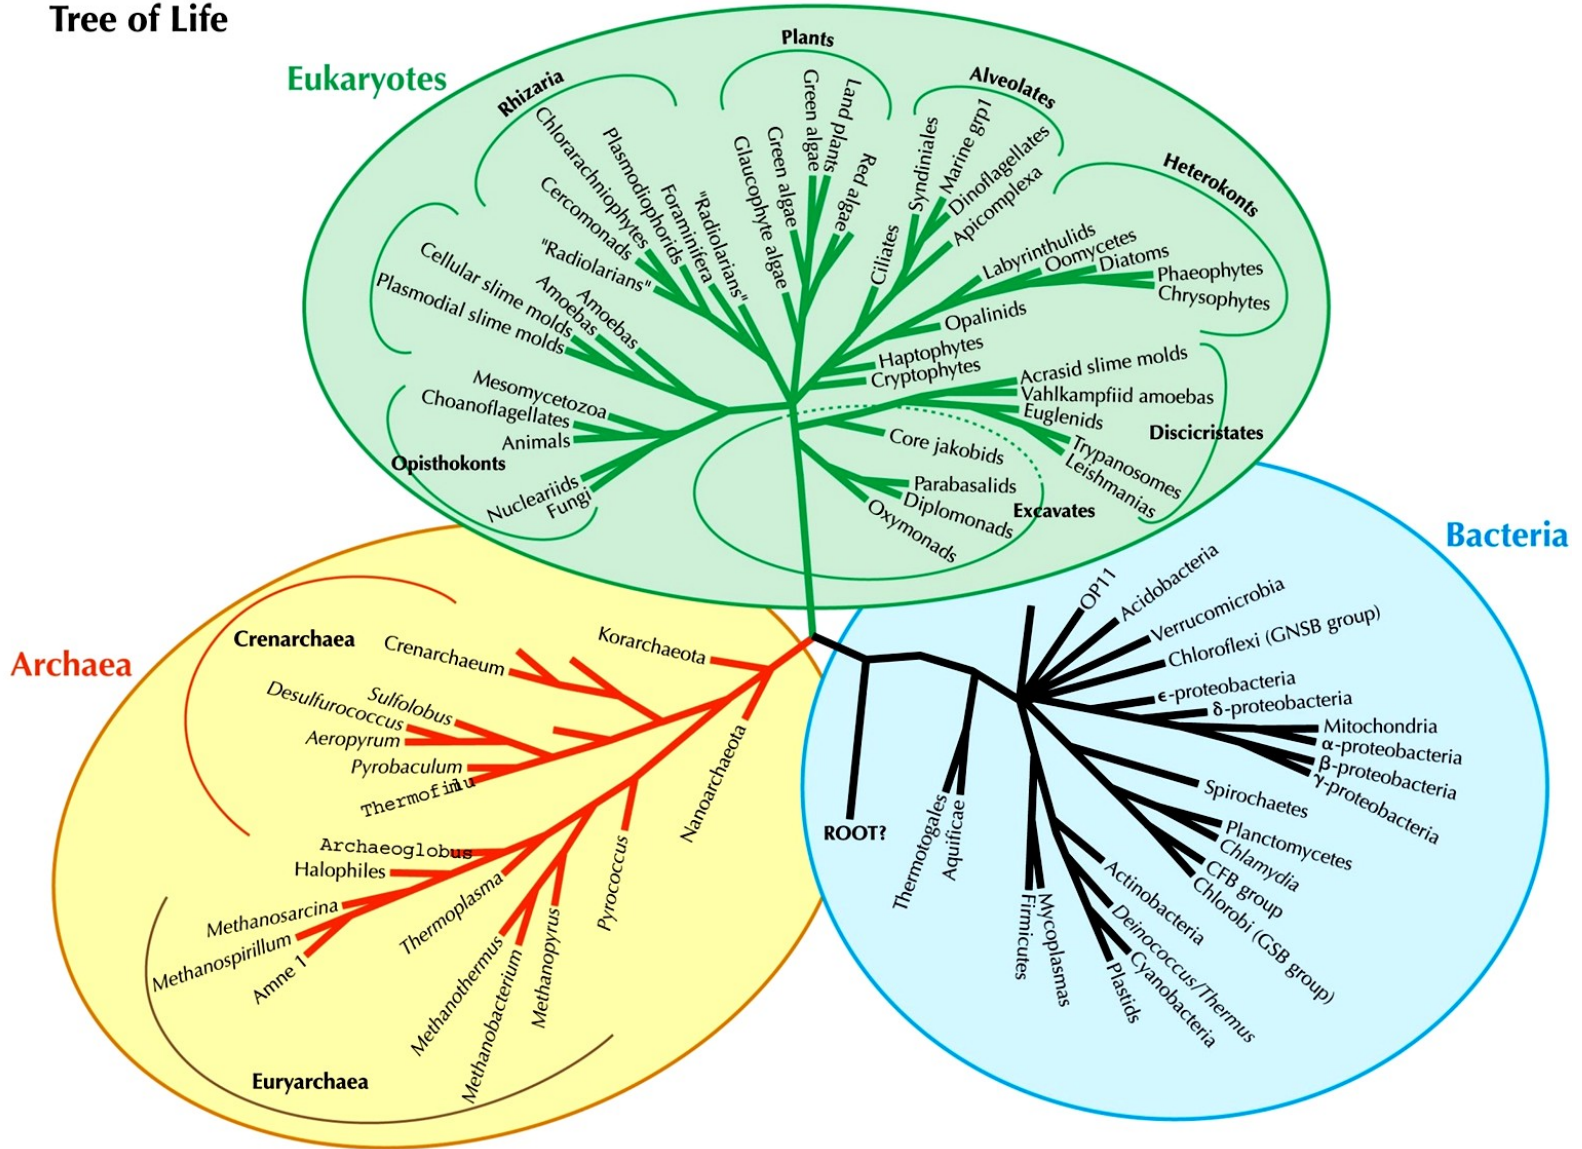 Tree of Life
Eukaryotes
Rhizaria
Plants
Alveolates
Heterokonts
Chlorarachniophytes
Plasmodiophorids
Foraminifera
"Radiolarians"
Cercomonads
"Radiolarians"
Glaucophyte algae
Green algae
Green algae
Land plants
Red algae
Ciliates
Syndiniales
Marine grp1
Dinoflagellates
Apicomplexa
Labyrinthulids
Oomycetes
Diatoms
Phaeophytes
Chrysophytes
Opalinids
Haptophytes
Cryptophytes
Cellular slime molds
Plasmodial slime molds
Amoebas
Amoebas
Mesomycetozoa
Choanoflagellates
Animals
Opisthokonts
Nucleariids
Fungi
Acrasid slime molds
Vahlkampfiid amoebas
Euglenids
Trypanosomes
Leishmanias
Discicristates
Core jakobids
Parabasalids
Diplomonads
Oxymonads
Excavates
Archaea
Crenarchaea
Crenarchaeum
Korarchaeota
Desulfurococcus
Sulfolobus
Aeropyrum
Pyrobaculum
Nanoarchaeota
Archaeoglobus
Halophiles
Methanosarcina
Methanospirillum
Amne 1
Thermoplasma
Methanothermus
Methanobacterium
Methanopyrus
Pyrococcus
Euryarchaea
Bacteria
OP11
Acidobacteria
Verrucomicrobia
Chloroflexi (GNSB group)
ϵ-proteobacteria
δ-proteobacteria
Mitochondria
α-proteobacteria
β-proteobacteria
γ-proteobacteria
Spirochaetes
Planctomycetes
Chlamydia
CFB group
Chlorobi (GSB group)
Actinobacteria
Deinococcus/Thermus
Cyanobacteria
Plastids
Mycoplasmas
Firmicutes
Aquificae
Thermotogales
ROOT?